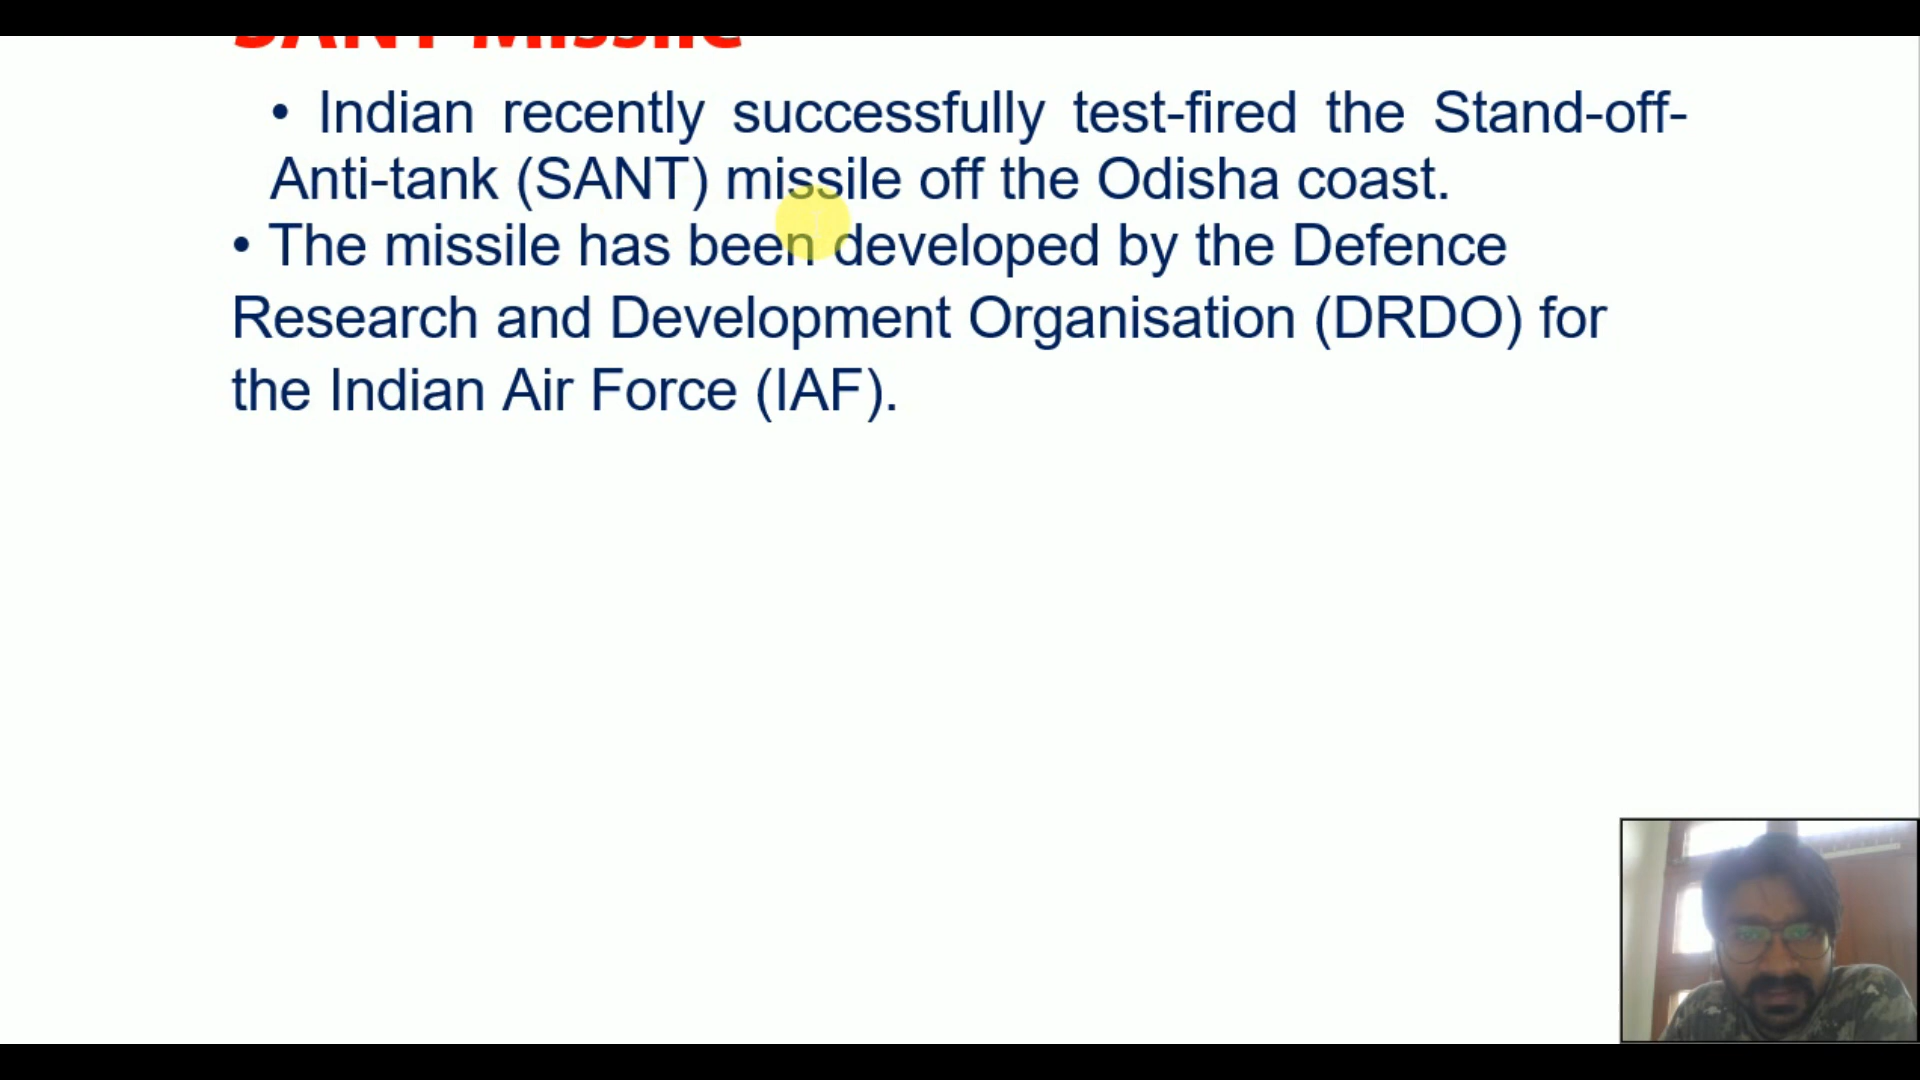 SANT Missile
• Indian recently successfully test-fired the Stand-off-
Anti-tank (SANT) missile off the Odisha coast.
• The missile has been developed by the Defence
Research and Development Organisation (DRDO) for
the Indian Air Force (IAF).